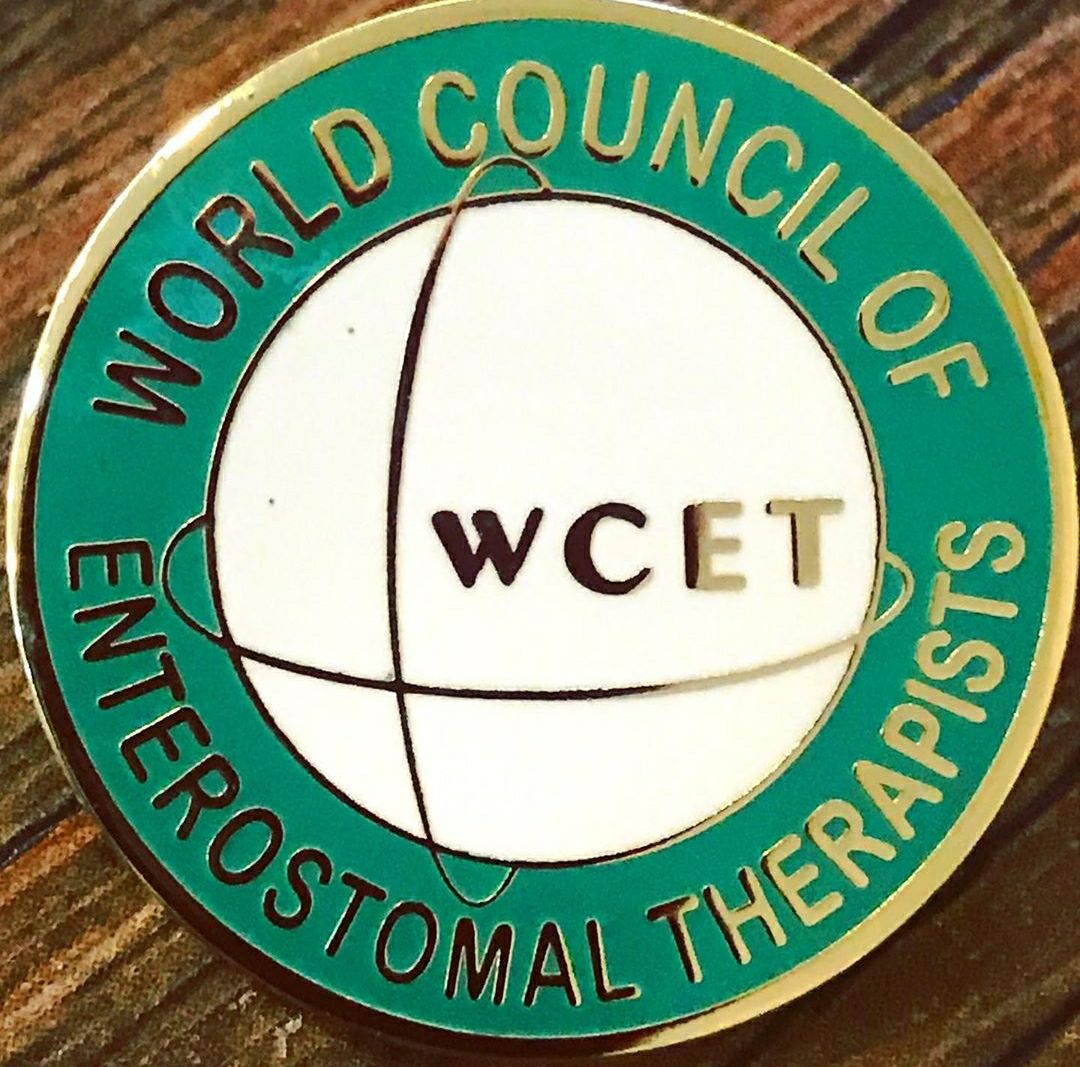 WORLD COUNCIL OF
WCET
ENTEROSTOMAL THERAPISTS